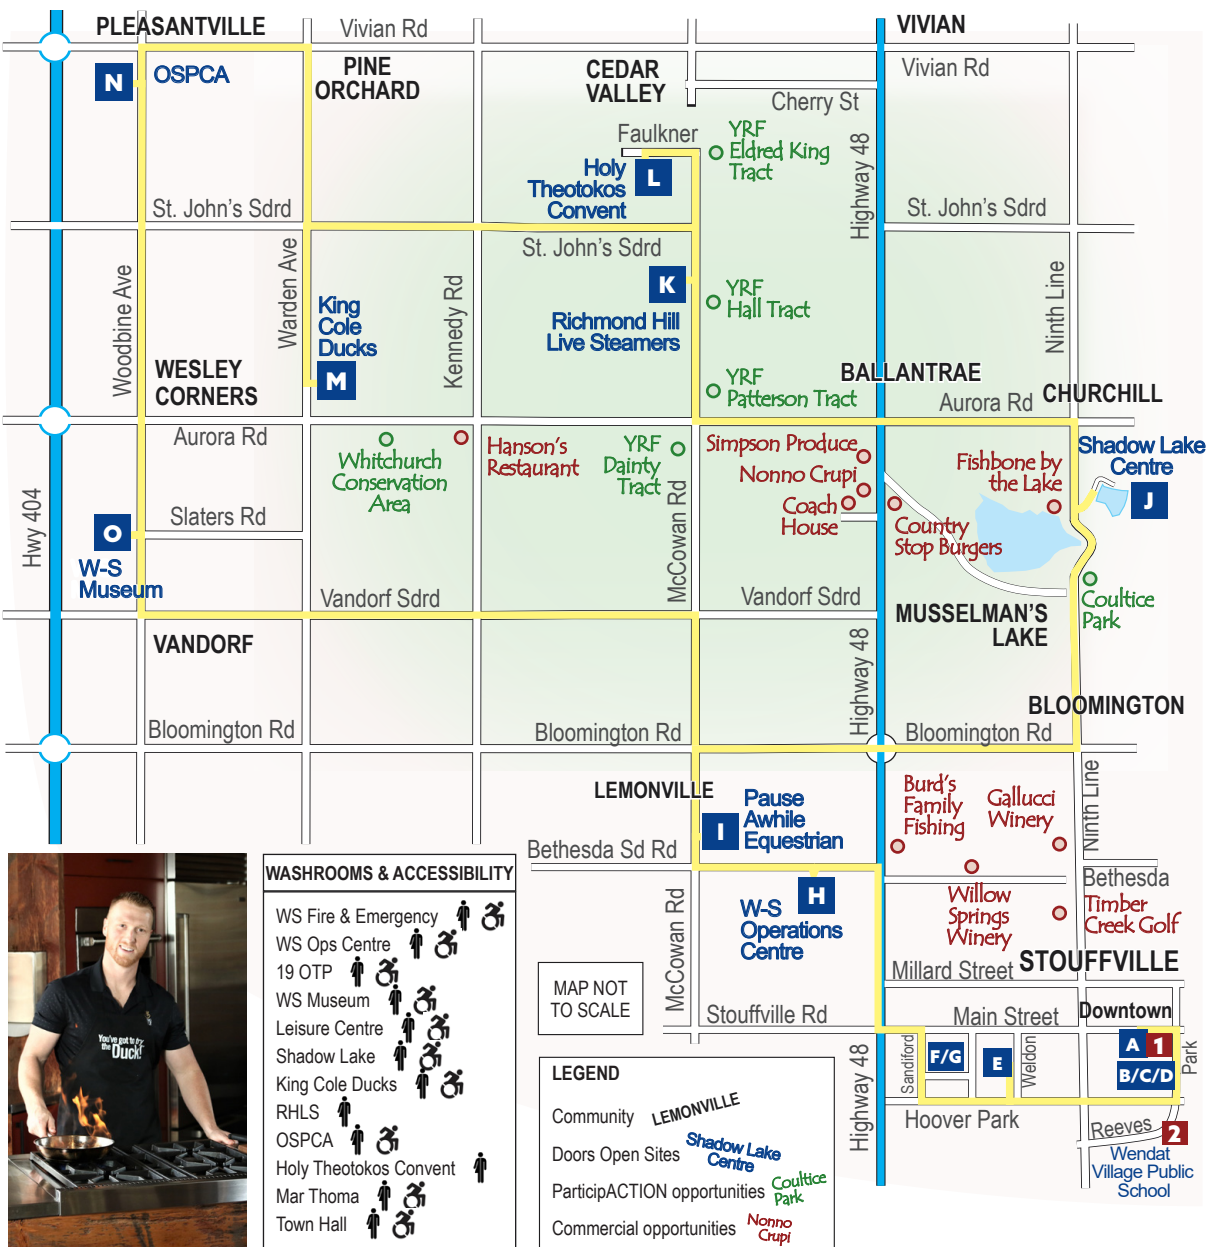 PLEASANTVILLE
Vivian Rd
VIVIAN
N
OSPCA
PINE
ORCHARD
CEDAR
VALLEY
Vivian Rd
Cherry St
Faulkner
YRF
Eldred King
Tract
Highway 48
Holy
Theotokos
Convent
L
St. John's Sdrd
St. John's Sdrd
St. John's Sdrd
Woodbine Ave
Warden Ave
Kennedy Rd
Ninth Line
K
Richmond Hill
Live Steamers
YRF
Hall Tract
King
Cole
Ducks
M
WESLEY
CORNERS
YRF
Patterson Tract
BALLANTRAE
Aurora Rd
CHURCHILL
Aurora Rd
Whitchurch
Conservation
Area
Hanson's
Restaurant
YRF
Dainty
Tract
McCowan Rd
Simpson Produce
Nonno Crupi
Coach
House
Country
Stop Burgers
Fishbone by
the Lake
Shadow Lake
Centre
J
Hwy 404
Slaters Rd
O
W-S
Museum
Vandorf Sdrd
Vandorf Sdrd
Coultice
Park
MUSSELMAN'S
LAKE
VANDORF
Highway 48
BLOOMINGTON
Bloomington Rd
Bloomington Rd
Bloomington Rd
LEMONVILLE
I
Pause
Awhile
Equestrian
Burd's
Family
Fishing
Gallucci
Winery
Ninth Line
Bethesda Sd Rd
Bethesda
H
W-S
Operations
Centre
Willow
Springs
Winery
Timber
Creek Golf
McCowan Rd
MAP NOT
TO SCALE
Millard Street
STOUFFVILLE
Stouffville Rd
Main Street
Downtown
Highway 48
Sandiford
F/G
E
Weldon
A
1
B/C/D
Park
Hoover Park
Reeves
2
Wendat
Village Public
School
You've got to try
the Duck!
WASHROOMS & ACCESSIBILITY
WS Fire & Emergency
WS Ops Centre
19 OTP
WS Museum
Leisure Centre
Shadow Lake
King Cole Ducks
RHLS
OSPCA
Holy Theotokos Convent
Mar Thoma
Town Hall
LEGEND
Community LEMONVILLE
Doors Open Sites Shadow Lake
Centre
ParticipACTION opportunities Coultice
Park
Commercial opportunities Nonno
Crupi